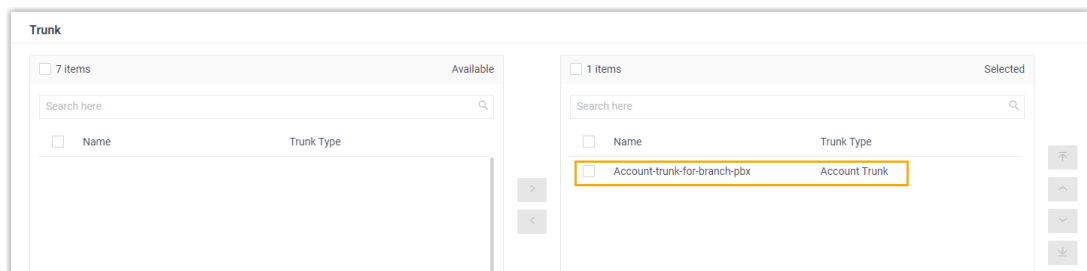 Trunk
7 items Available
Search here
Name Trunk Type
1 items Selected
Search here
Name Trunk Type
Account-trunk-for-branch-pbx Account Trunk